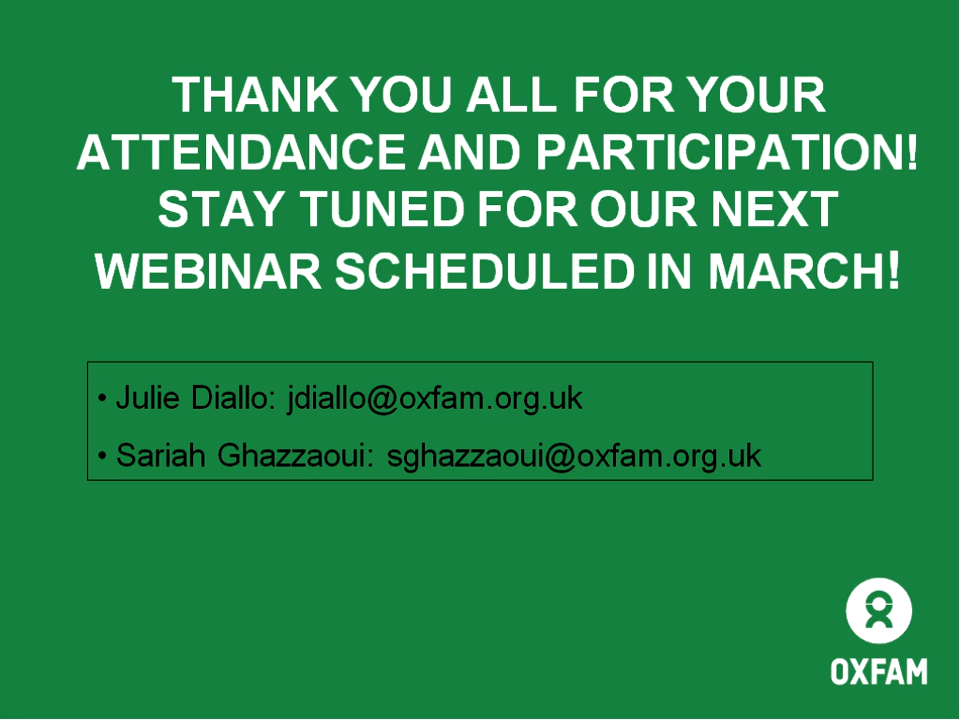 THANK YOU ALL FOR YOUR
ATTENDANCE AND PARTICIPATION!
STAY TUNED FOR OUR NEXT
WEBINAR SCHEDULED IN MARCH!
• Julie Diallo: jdiallo@oxfam.org.uk
• Sariah Ghazzaoui: sghazzaoui@oxfam.org.uk
OXFAM